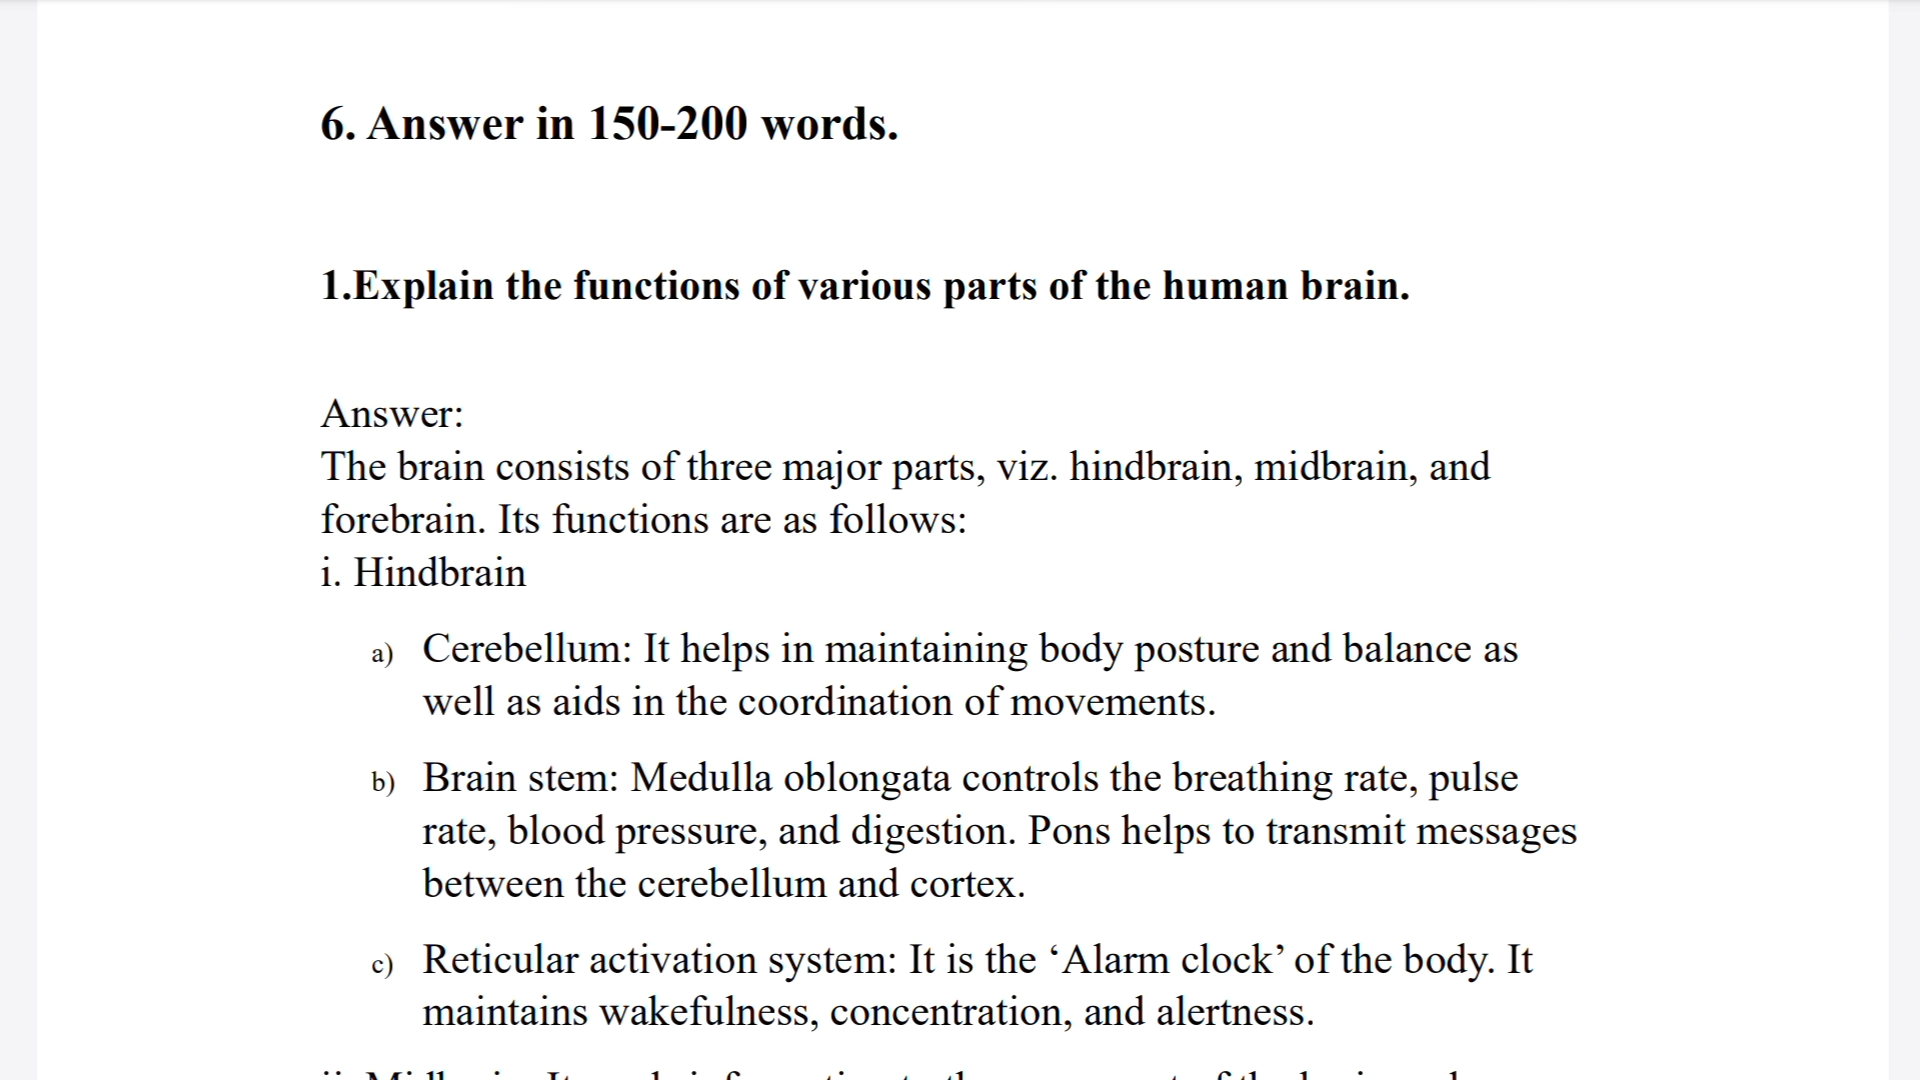 6. Answer in 150-200 words.
1.Explain the functions of various parts of the human brain.
Answer:
The brain consists of three major parts, viz. hindbrain, midbrain, and
forebrain. Its functions are as follows:
i. Hindbrain
a) Cerebellum: It helps in maintaining body posture and balance as
well as aids in the coordination of movements.
b) Brain stem: Medulla oblongata controls the breathing rate, pulse
rate, blood pressure, and digestion. Pons helps to transmit messages
between the cerebellum and cortex.
c) Reticular activation system: It is the ‘Alarm clock’ of the body. It
maintains wakefulness, concentration, and alertness.